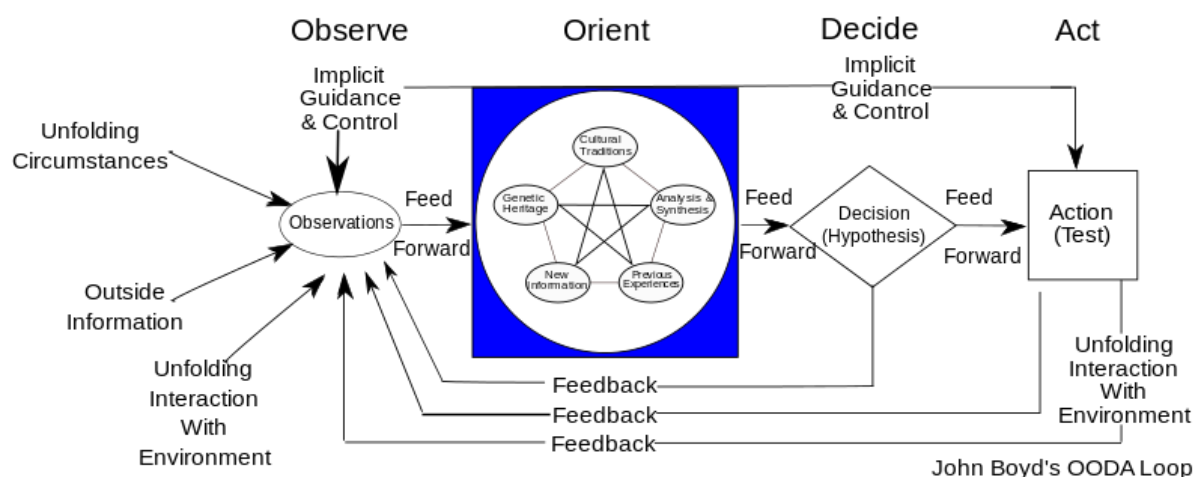 Observe
Orient
Decide
Act
Implicit
Guidance
& Control
Implicit
Guidance
& Control
Unfolding
Circumstances
Observations
Feed
Forward
Cultural
Traditions
Genetic
Heritage
Analysis &
Synthesis
New
Information
Previous
Experiences
Feed
Forward
Decision
(Hypothesis)
Feed
Forward
Action
(Test)
Outside
Information
Unfolding
Interaction
With
Environment
Feedback
Feedback
Feedback
Unfolding
Interaction
With
Environment
John Boyd's OODA Loop